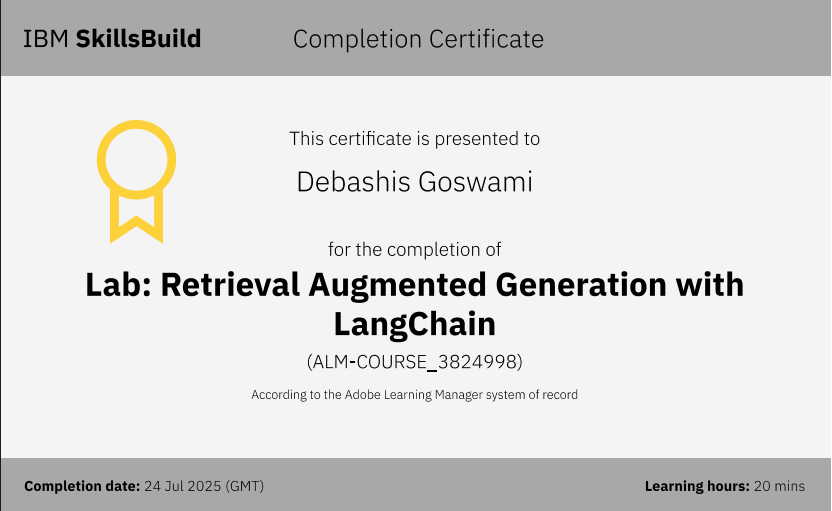 IBM SkillsBuild
Completion Certificate
This certificate is presented to
Debashis Goswami
for the completion of
Lab: Retrieval Augmented Generation with
LangChain
(ALM-COURSE_3824998)
According to the Adobe Learning Manager system of record
Completion date: 24 Jul 2025 (GMT)
Learning hours: 20 mins